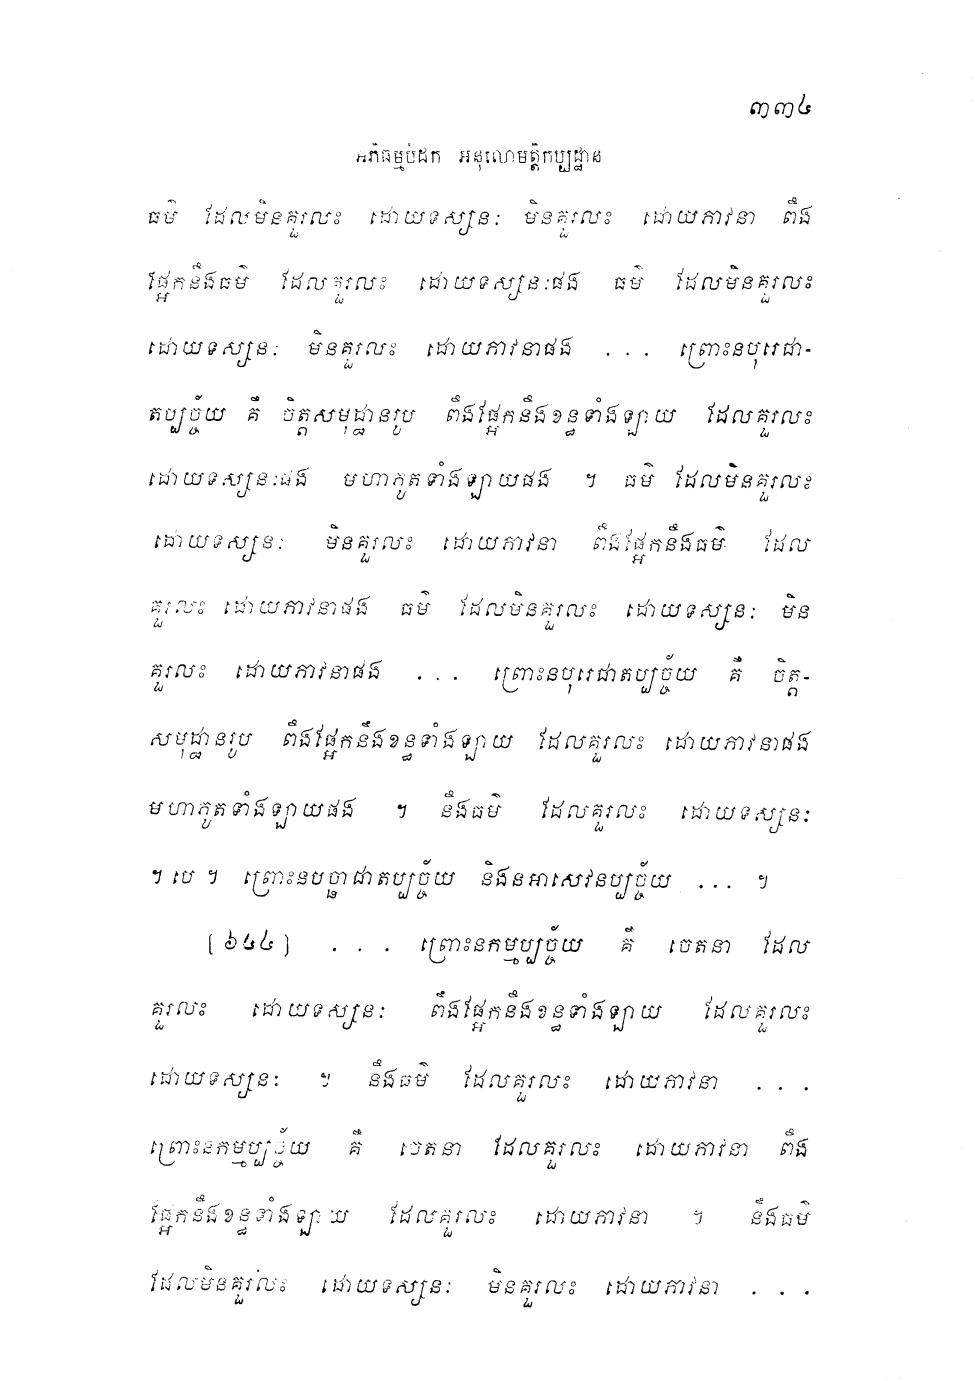 ៣៣៤
អភិធម្មបិដក អនុលោមត្តិកប្បដ្ឋាន
ធម៌ ដែលមិនគួរលះ ដោយទស្សនៈ មិនគួរលះ ដោយភាវនា ពឹង
ផ្អែកនឹងធម៌ ដែលគួរលះ ដោយទស្សនៈផង ធម៌ ដែលមិនគួរលះ
ដោយទស្សនៈ មិនគួរលះ ដោយភាវនាផង ... ព្រោះនបុរេជា-
តប្បច្ច័យ គឺ ចិត្តសមុដ្ឋានរូប ពឹងផ្អែកនឹងខន្ធទាំងឡាយ ដែលគួរលះ
ដោយទស្សនៈផង មហាភូតទាំងឡាយផង ។ ធម៌ ដែលមិនគួរលះ
ដោយទស្សនៈ មិនគួរលះ ដោយភាវនា ពឹងផ្អែកនឹងធម៌ ដែល
គួរលះ ដោយភាវនាផង ធម៌ ដែលមិនគួរលះ ដោយទស្សនៈ មិន
គួរលះ ដោយភាវនាផង ... ព្រោះនបុរេជាតប្បច្ច័យ គឺ ចិត្ត-
សមុដ្ឋានរូប ពឹងផ្អែកនឹងខន្ធទាំងឡាយ ដែលគួរលះ ដោយភាវនាផង
មហាភូតទាំងឡាយផង ។ នឹងធម៌ ដែលគួរលះ ដោយទស្សនៈ
។ បេ ។ ព្រោះនបច្ឆាជាតប្បច្ច័យ និងនអាសេវនប្បច្ច័យ ... ។
[៦៤៤] ... ព្រោះនកម្មប្បច្ច័យ គឺ ចេតនា ដែល
គួរលះ ដោយទស្សនៈ ពឹងផ្អែកនឹងខន្ធទាំងឡាយ ដែលគួរលះ
ដោយទស្សនៈ ។ នឹងធម៌ ដែលគួរលះ ដោយភាវនា ...
ព្រោះនកម្មប្បច្ច័យ គឺ ចេតនា ដែលគួរលះ ដោយភាវនា ពឹង
ផ្អែកនឹងខន្ធទាំងឡាយ ដែលគួរលះ ដោយភាវនា ។ នឹងធម៌
ដែលមិនគួរលះ ដោយទស្សនៈ មិនគួរលះ ដោយភាវនា ...